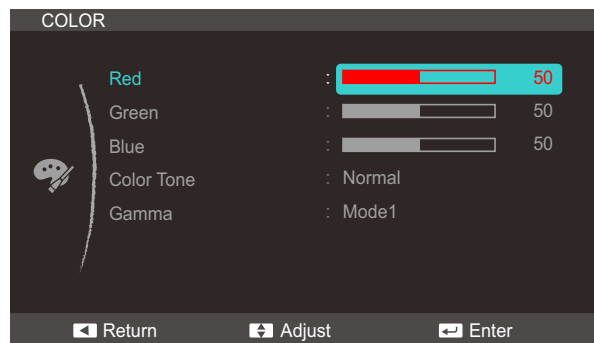 COLOR
Red : 50
Green : 50
Blue : 50
Color Tone : Normal
Gamma : Mode1
Return Adjust Enter